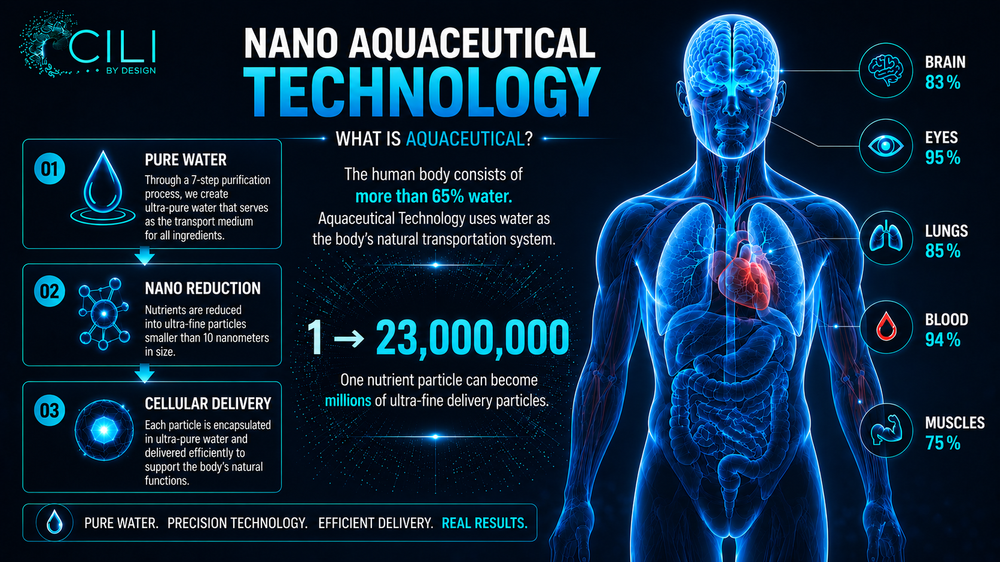 CILI
BY DESIGN
NANO AQUACEUTICAL
TECHNOLOGY
WHAT IS AQUACEUTICAL?
The human body consists of
more than 65% water.
Aquaceutical Technology uses water as
the body's natural transportation system.
1 → 23,000,000
One nutrient particle can become
millions of ultra-fine delivery particles.
01
PURE WATER
Through a 7-step purification
process, we create
ultra-pure water that serves
as the transport medium
for all ingredients.
02
NANO REDUCTION
Nutrients are reduced
into ultra-fine particles
smaller than 10 nanometers
in size.
03
CELLULAR DELIVERY
Each particle is encapsulated
in ultra-pure water and
delivered efficiently to
support the body's natural
functions.
PURE WATER. PRECISION TECHNOLOGY. EFFICIENT DELIVERY. REAL RESULTS.
BRAIN
83%
EYES
95%
LUNGS
85%
BLOOD
94%
MUSCLES
75%